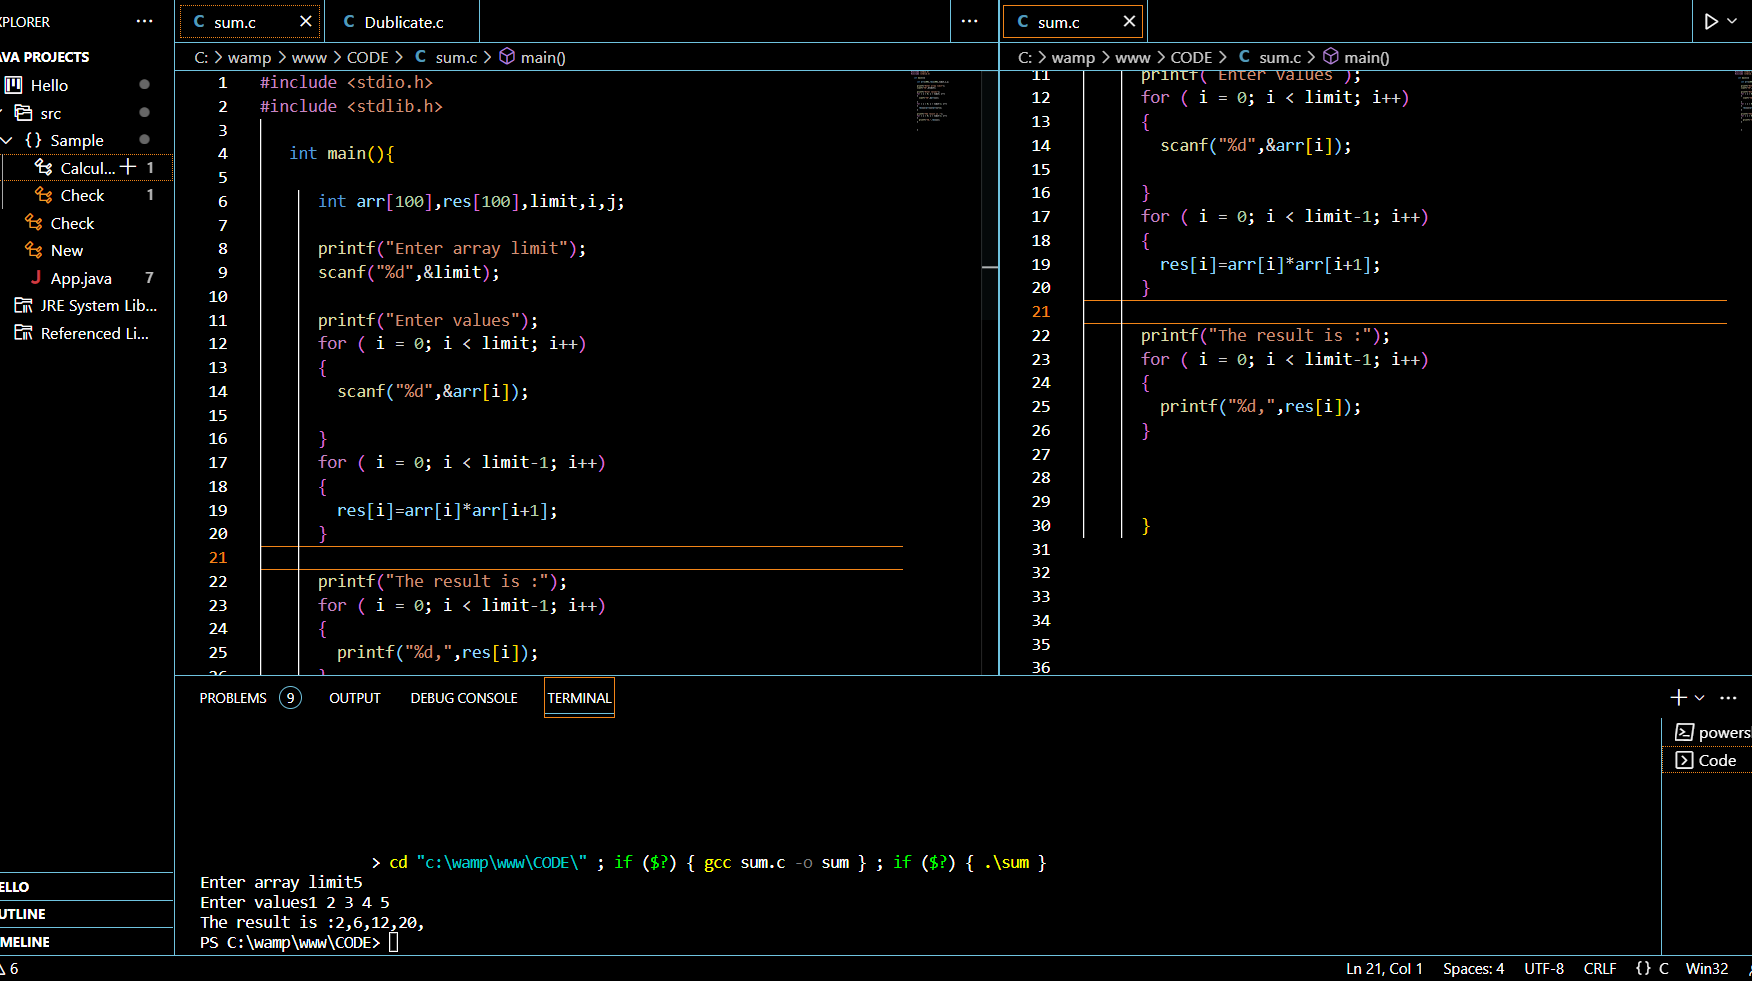 XPLORER
AVA PROJECTS
Hello
src
{} Sample
Calcul... 1
Check 1
Check
New
J App.java 7
JRE System Lib...
Referenced Li...
ELLO
UTLINE
MELINE
6
C sum.c
C Dublicate.c
C: > wamp > www > CODE > C sum.c > main()
1 #include <stdio.h>
2 #include <stdlib.h>
3
4 int main(){
5
6 int arr[100],res[100],limit,i,j;
7
8 printf("Enter array limit");
9 scanf("%d",&limit);
10
11 printf("Enter values");
12 for ( i = 0; i < limit; i++)
13 {
14 scanf("%d",&arr[i]);
15
16 }
17 for ( i = 0; i < limit-1; i++)
18 {
19 res[i]=arr[i]*arr[i+1];
20 }
21
22 printf("The result is :");
23 for ( i = 0; i < limit-1; i++)
24 {
25 printf("%d,",res[i]);
26 }
C sum.c
C: > wamp > www > CODE > C sum.c > main()
11 printf("Enter values");
12 for ( i = 0; i < limit; i++)
13 {
14 scanf("%d",&arr[i]);
15
16 }
17 for ( i = 0; i < limit-1; i++)
18 {
19 res[i]=arr[i]*arr[i+1];
20 }
21
22 printf("The result is :");
23 for ( i = 0; i < limit-1; i++)
24 {
25 printf("%d,",res[i]);
26 }
27
28
29
30 }
31
32
33
34
35
36
PROBLEMS 9 OUTPUT DEBUG CONSOLE TERMINAL
powersh
Code
> cd "c:\wamp\www\CODE\" ; if ($?) { gcc sum.c -o sum } ; if ($?) { .\sum }
Enter array limit5
Enter values1 2 3 4 5
The result is :2,6,12,20,
PS C:\wamp\www\CODE>
Ln 21, Col 1 Spaces: 4 UTF-8 CRLF {} C Win32